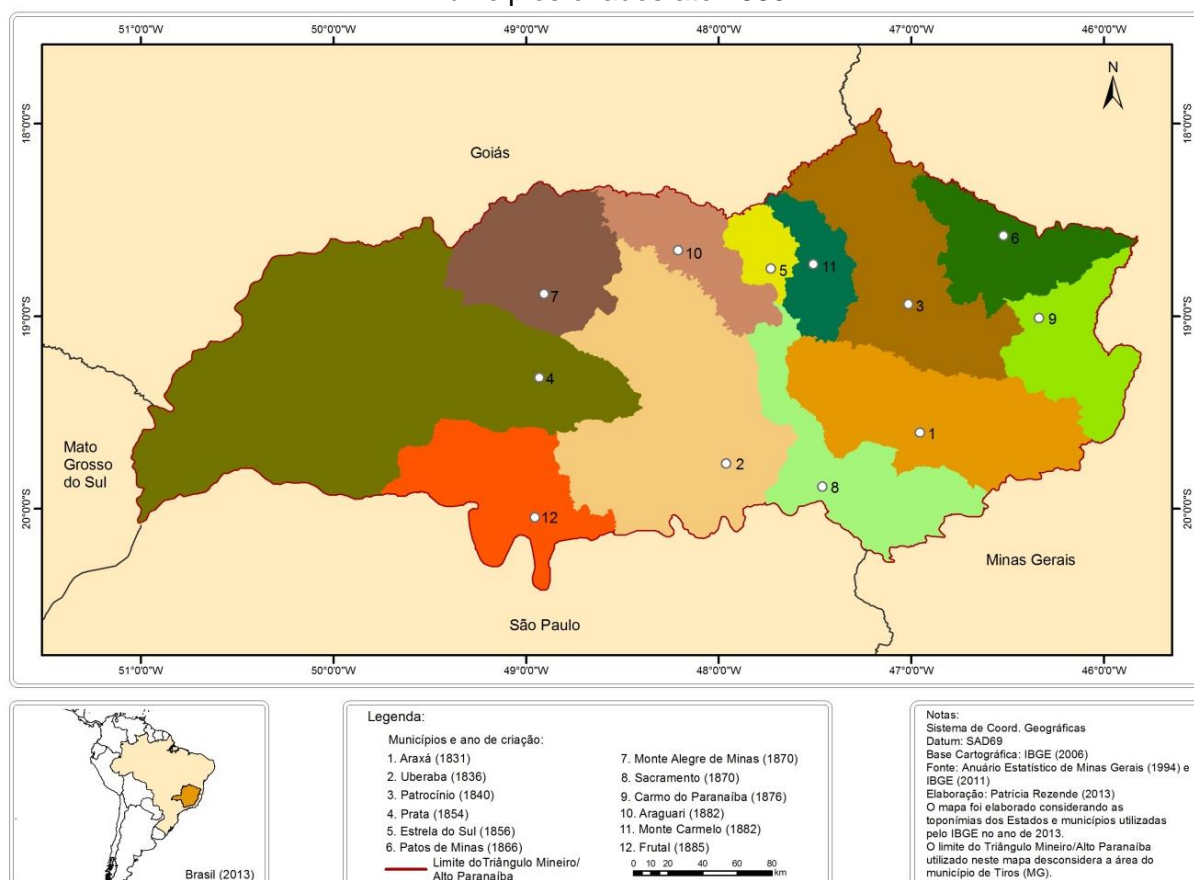 51°0'0"W 50°0'0"W 49°0'0"W 48°0'0"W 47°0'0"W 46°0'0"W
18°0'0"S 18°0'0"S
19°0'0"S 19°0'0"S
20°0'0"S 20°0'0"S
N
Goiás
Mato
Grosso
do Sul
São Paulo
Minas Gerais
10
5
11
6
7
3
9
4
1
2
8
12
51°0'0"W 50°0'0"W 49°0'0"W 48°0'0"W 47°0'0"W 46°0'0"W
Brasil (2013)
Legenda:
Municípios e ano de criação:
1. Araxá (1831)
2. Uberaba (1836)
3. Patrocínio (1840)
4. Prata (1854)
5. Estrela do Sul (1856)
6. Patos de Minas (1866)
Limite doTriângulo Mineiro/
Alto Paranaíba
7. Monte Alegre de Minas (1870)
8. Sacramento (1870)
9. Carmo do Paranaíba (1876)
10. Araguari (1882)
11. Monte Carmelo (1882)
12. Frutal (1885)
0 10 20 40 60 80
km
Notas:
Sistema de Coord. Geográficas
Datum: SAD69
Base Cartográfica: IBGE (2006)
Fonte: Anuário Estatístico de Minas Gerais (1994) e
IBGE (2011)
Elaboração: Patrícia Rezende (2013)
O mapa foi elaborado considerando as
toponímias dos Estados e municípios utilizadas
pelo IBGE no ano de 2013.
O limite do Triângulo Mineiro/Alto Paranaíba
utilizado neste mapa desconsidera a área do
município de Tiros (MG).